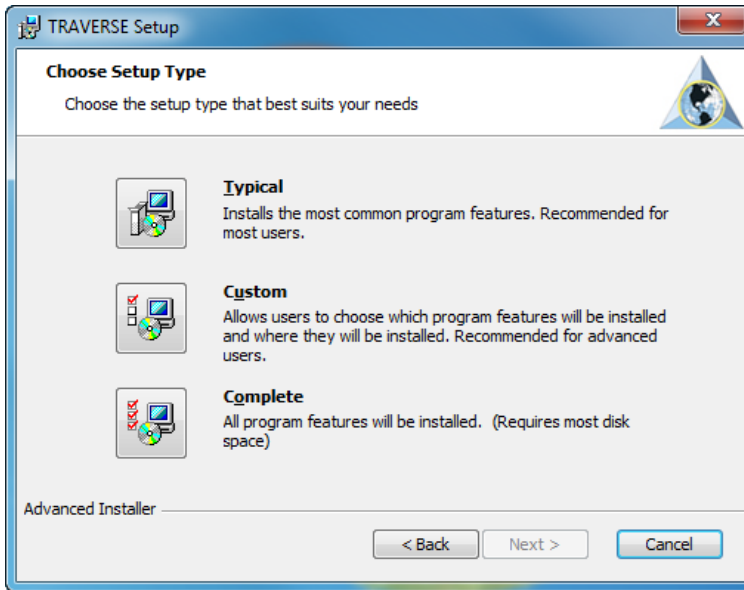 TRAVERSE Setup
Choose Setup Type
Choose the setup type that best suits your needs
Typical
Installs the most common program features. Recommended for
most users.
Custom
Allows users to choose which program features will be installed
and where they will be installed. Recommended for advanced
users.
Complete
All program features will be installed.  (Requires most disk
space)
Advanced Installer
< Back
Next >
Cancel